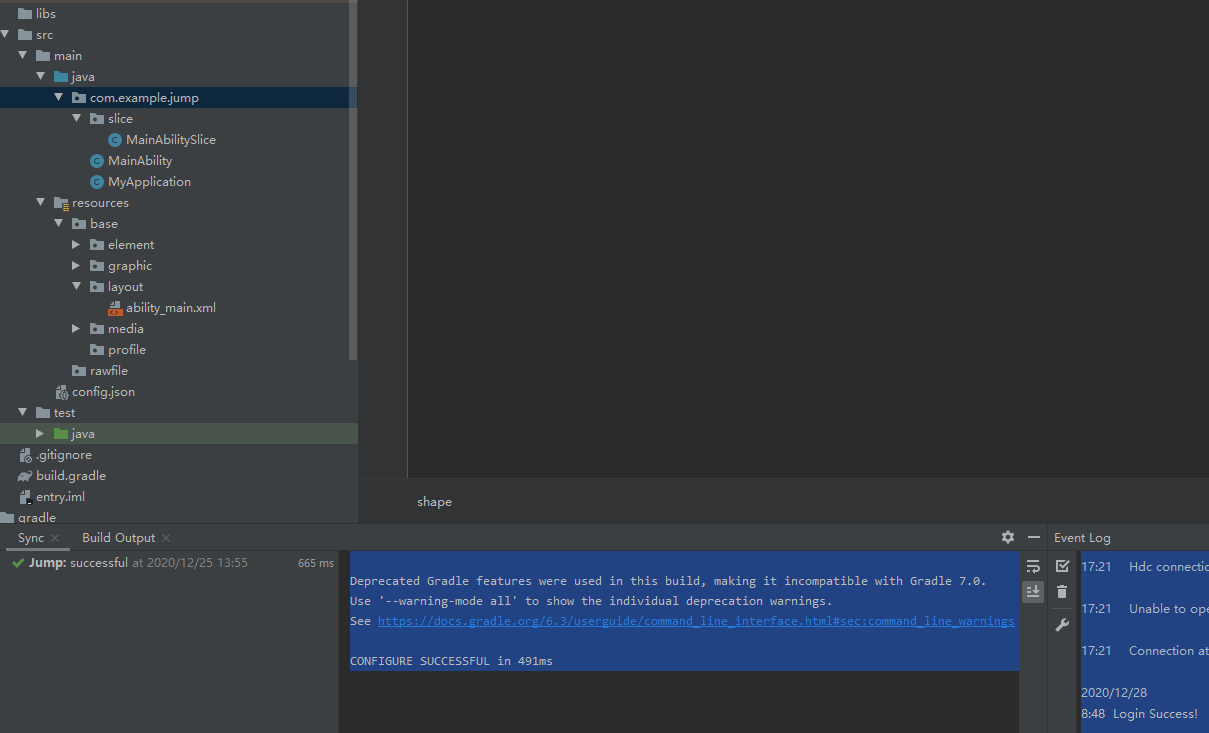 libs
src
main
java
com.example.jump
slice
MainAbilitySlice
MainAbility
MyApplication
resources
base
element
graphic
layout
ability_main.xml
media
profile
rawfile
config.json
test
java
.gitignore
build.gradle
entry.iml
gradle
shape
Sync
Build Output
Event Log
Jump: successful at 2020/12/25 13:55 665 ms
Deprecated Gradle features were used in this build, making it incompatible with Gradle 7.0.
Use '--warning-mode all' to show the individual deprecation warnings.
See https://docs.gradle.org/6.3/userguide/command_line_interface.html#sec:command_line_warnings
CONFIGURE SUCCESSFUL in 491ms
17:21 Hdc connectio
17:21 Unable to ope
17:21 Connection at
2020/12/28
8:48 Login Success!